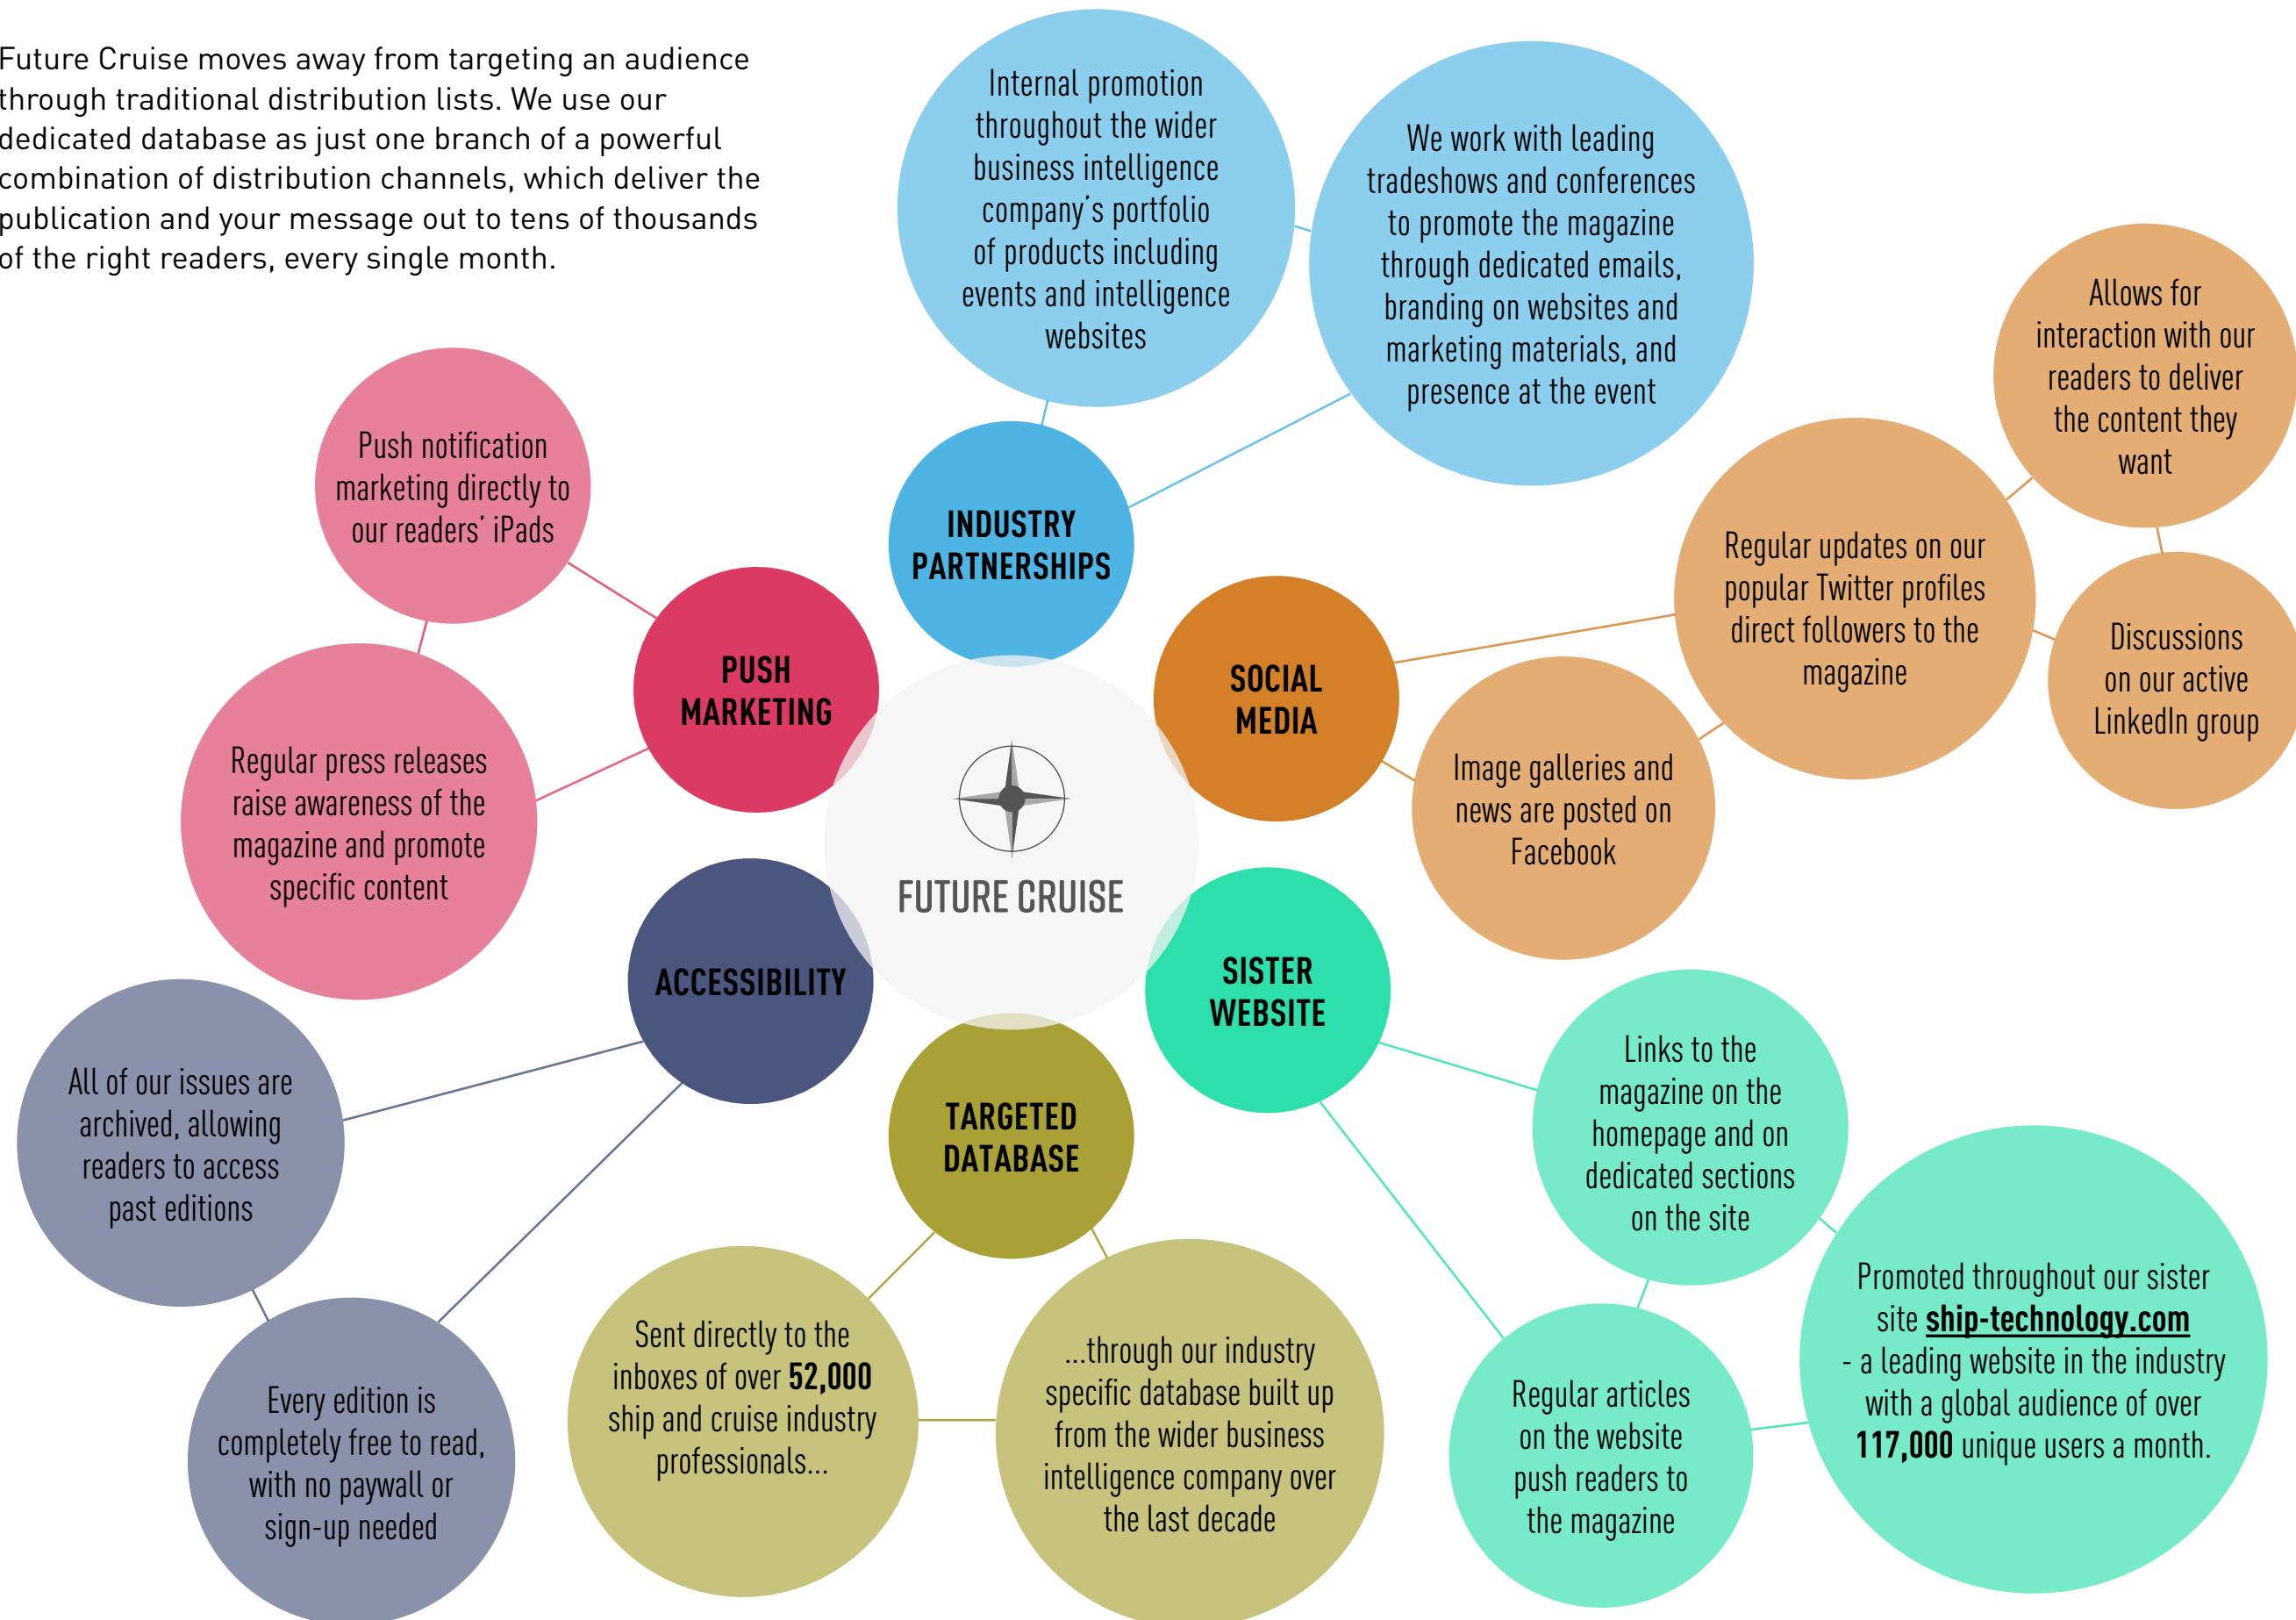 Future Cruise moves away from targeting an audience
through traditional distribution lists. We use our
dedicated database as just one branch of a powerful
combination of distribution channels, which deliver the
publication and your message out to tens of thousands
of the right readers, every single month.
Internal promotion
throughout the wider
business intelligence
company's portfolio
of products including
events and intelligence
websites
We work with leading
tradeshows and conferences
to promote the magazine
through dedicated emails,
branding on websites and
marketing materials, and
presence at the event
INDUSTRY
PARTNERSHIPS
Push notification
marketing directly to
our readers' iPads
Regular press releases
raise awareness of the
magazine and promote
specific content
PUSH
MARKETING
SOCIAL
MEDIA
Regular updates on our
popular Twitter profiles
direct followers to the
magazine
Allows for
interaction with our
readers to deliver
the content they
want
Discussions
on our active
LinkedIn group
Image galleries and
news are posted on
Facebook
FUTURE CRUISE
ACCESSIBILITY
All of our issues are
archived, allowing
readers to access
past editions
Every edition is
completely free to read,
with no paywall or
sign-up needed
TARGETED
DATABASE
Sent directly to the
inboxes of over 52,000
ship and cruise industry
professionals...
...through our industry
specific database built up
from the wider business
intelligence company over
the last decade
SISTER
WEBSITE
Links to the
magazine on the
homepage and on
dedicated sections
on the site
Regular articles
on the website
push readers to
the magazine
Promoted throughout our sister
site ship-technology.com
- a leading website in the industry
with a global audience of over
117,000 unique users a month.